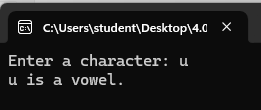 C:\Users\student\Desktop\4.0
Enter a character: u
u is a vowel.